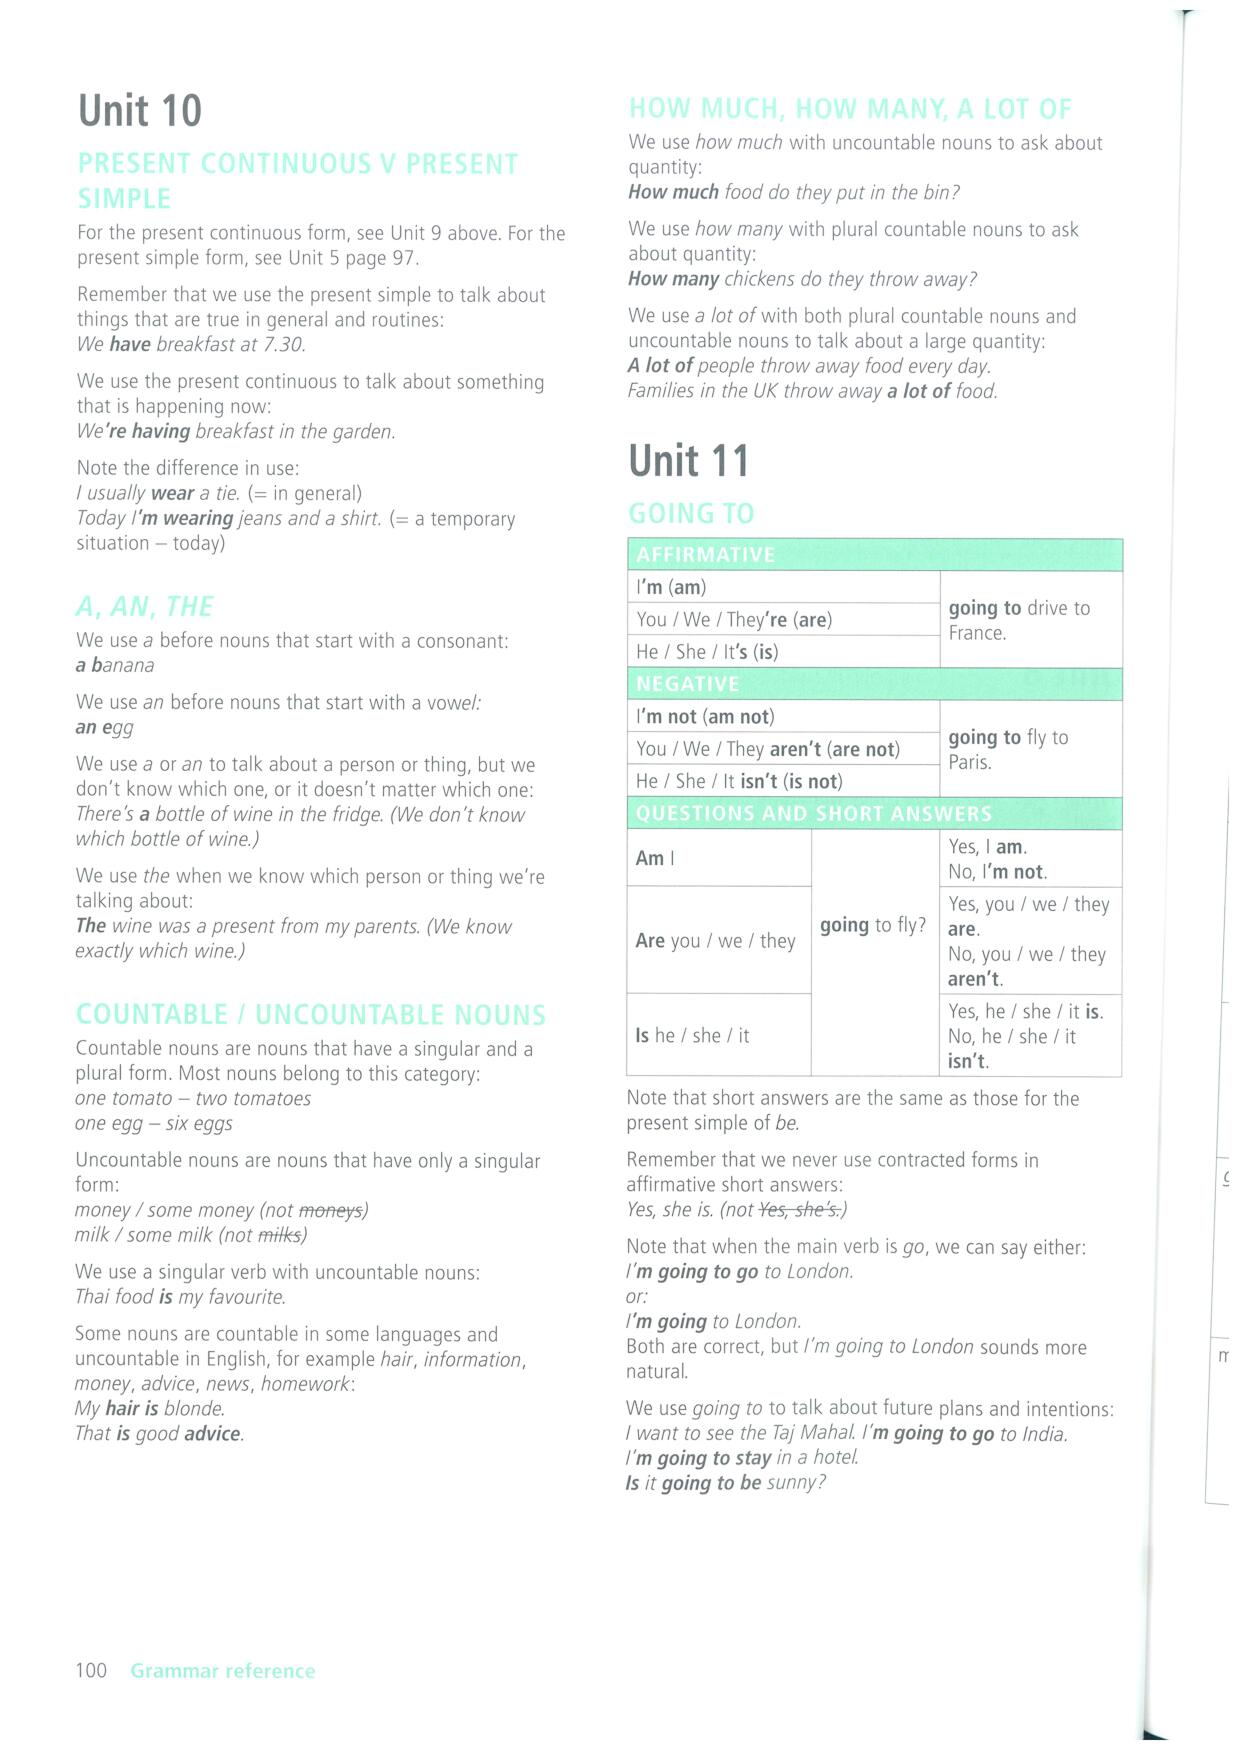 Unit 10
PRESENT CONTINUOUS V PRESENT
SIMPLE
For the present continuous form, see Unit 9 above. For the
present simple form, see Unit 5 page 97.
Remember that we use the present simple to talk about
things that are true in general and routines:
We have breakfast at 7.30.
We use the present continuous to talk about something
that is happening now:
We're having breakfast in the garden.
Note the difference in use:
I usually wear a tie. (= in general)
Today I'm wearing jeans and a shirt. (= a temporary
situation – today)
A, AN, THE
We use a before nouns that start with a consonant:
a banana
We use an before nouns that start with a vowel:
an egg
We use a or an to talk about a person or thing, but we
don't know which one, or it doesn't matter which one:
There's a bottle of wine in the fridge. (We don't know
which bottle of wine.)
We use the when we know which person or thing we're
talking about:
The wine was a present from my parents. (We know
exactly which wine.)
COUNTABLE / UNCOUNTABLE NOUNS
Countable nouns are nouns that have a singular and a
plural form. Most nouns belong to this category:
one tomato – two tomatoes
one egg – six eggs
Uncountable nouns are nouns that have only a singular
form:
money / some money (not moneys)
milk / some milk (not milks)
We use a singular verb with uncountable nouns:
Thai food is my favourite.
Some nouns are countable in some languages and
uncountable in English, for example hair, information,
money, advice, news, homework:
My hair is blonde.
That is good advice.
HOW MUCH, HOW MANY, A LOT OF
We use how much with uncountable nouns to ask about
quantity:
How much food do they put in the bin?
We use how many with plural countable nouns to ask
about quantity:
How many chickens do they throw away?
We use a lot of with both plural countable nouns and
uncountable nouns to talk about a large quantity:
A lot of people throw away food every day.
Families in the UK throw away a lot of food.
Unit 11
GOING TO
AFFIRMATIVE
I'm (am)
You / We / They're (are)
He / She / It's (is)
going to drive to
France.
NEGATIVE
I'm not (am not)
You / We / They aren't (are not)
He / She / It isn't (is not)
going to fly to
Paris.
QUESTIONS AND SHORT ANSWERS
Am I
Are you / we / they
Is he / she / it
going to fly?
Yes, I am.
No, I'm not.
Yes, you / we / they
are.
No, you / we / they
aren't.
Yes, he / she / it is.
No, he / she / it
isn't.
Note that short answers are the same as those for the
present simple of be.
Remember that we never use contracted forms in
affirmative short answers:
Yes, she is. (not Yes, she's.)
Note that when the main verb is go, we can say either:
I'm going to go to London.
or:
I'm going to London.
Both are correct, but I'm going to London sounds more
natural.
We use going to to talk about future plans and intentions:
I want to see the Taj Mahal. I'm going to go to India.
I'm going to stay in a hotel.
Is it going to be sunny?
100 Grammar reference